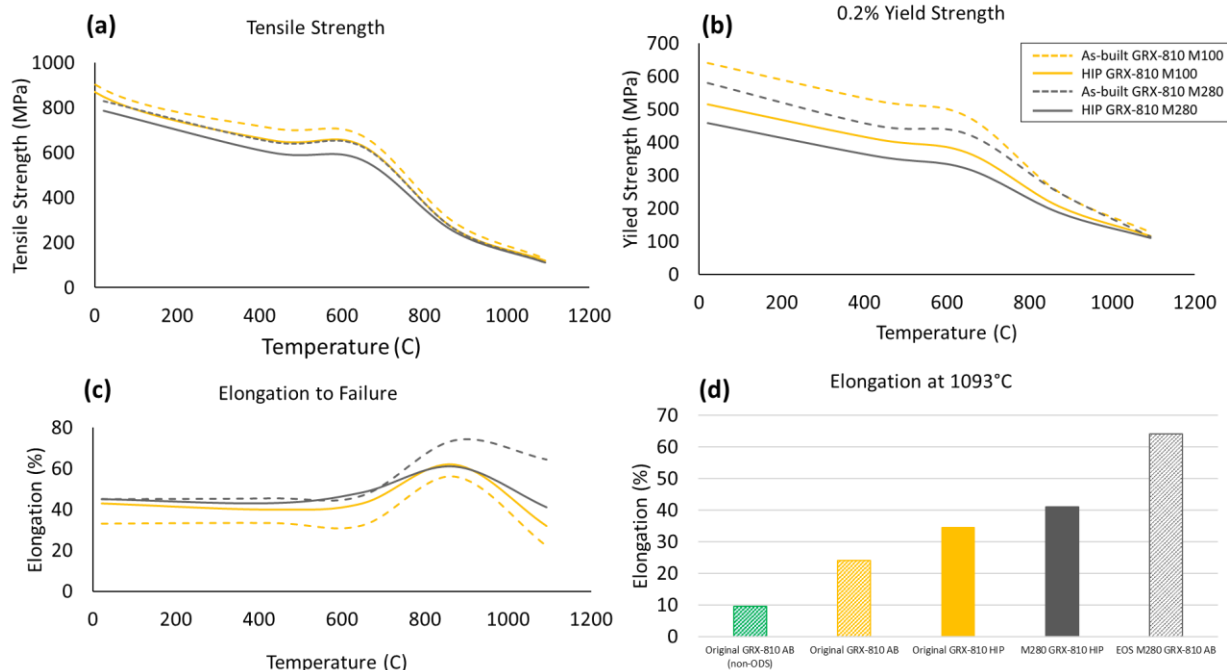 (a)
Tensile Strength
1000
800
600
400
200
0
Tensile Strength (MPa)
0 200 400 600 800 1000 1200
Temperature (C)
(b)
0.2% Yield Strength
700
600
500
400
300
200
100
0
Yiled Strength (MPa)
0 200 400 600 800 1000 1200
Temperature (C)
As-built GRX-810 M100
HIP GRX-810 M100
As-built GRX-810 M280
HIP GRX-810 M280
(c)
Elongation to Failure
80
60
40
20
0
Elongation (%)
0 200 400 600 800 1000 1200
Temperature (C)
(d)
Elongation at 1093°C
70
60
50
40
30
20
10
0
Elongation (%)
Original GRX-810 AB
(non-ODS)
Original GRX-810 AB
Original GRX-810 HIP
M280 GRX-810 HIP
EOS M280 GRX-810 AB